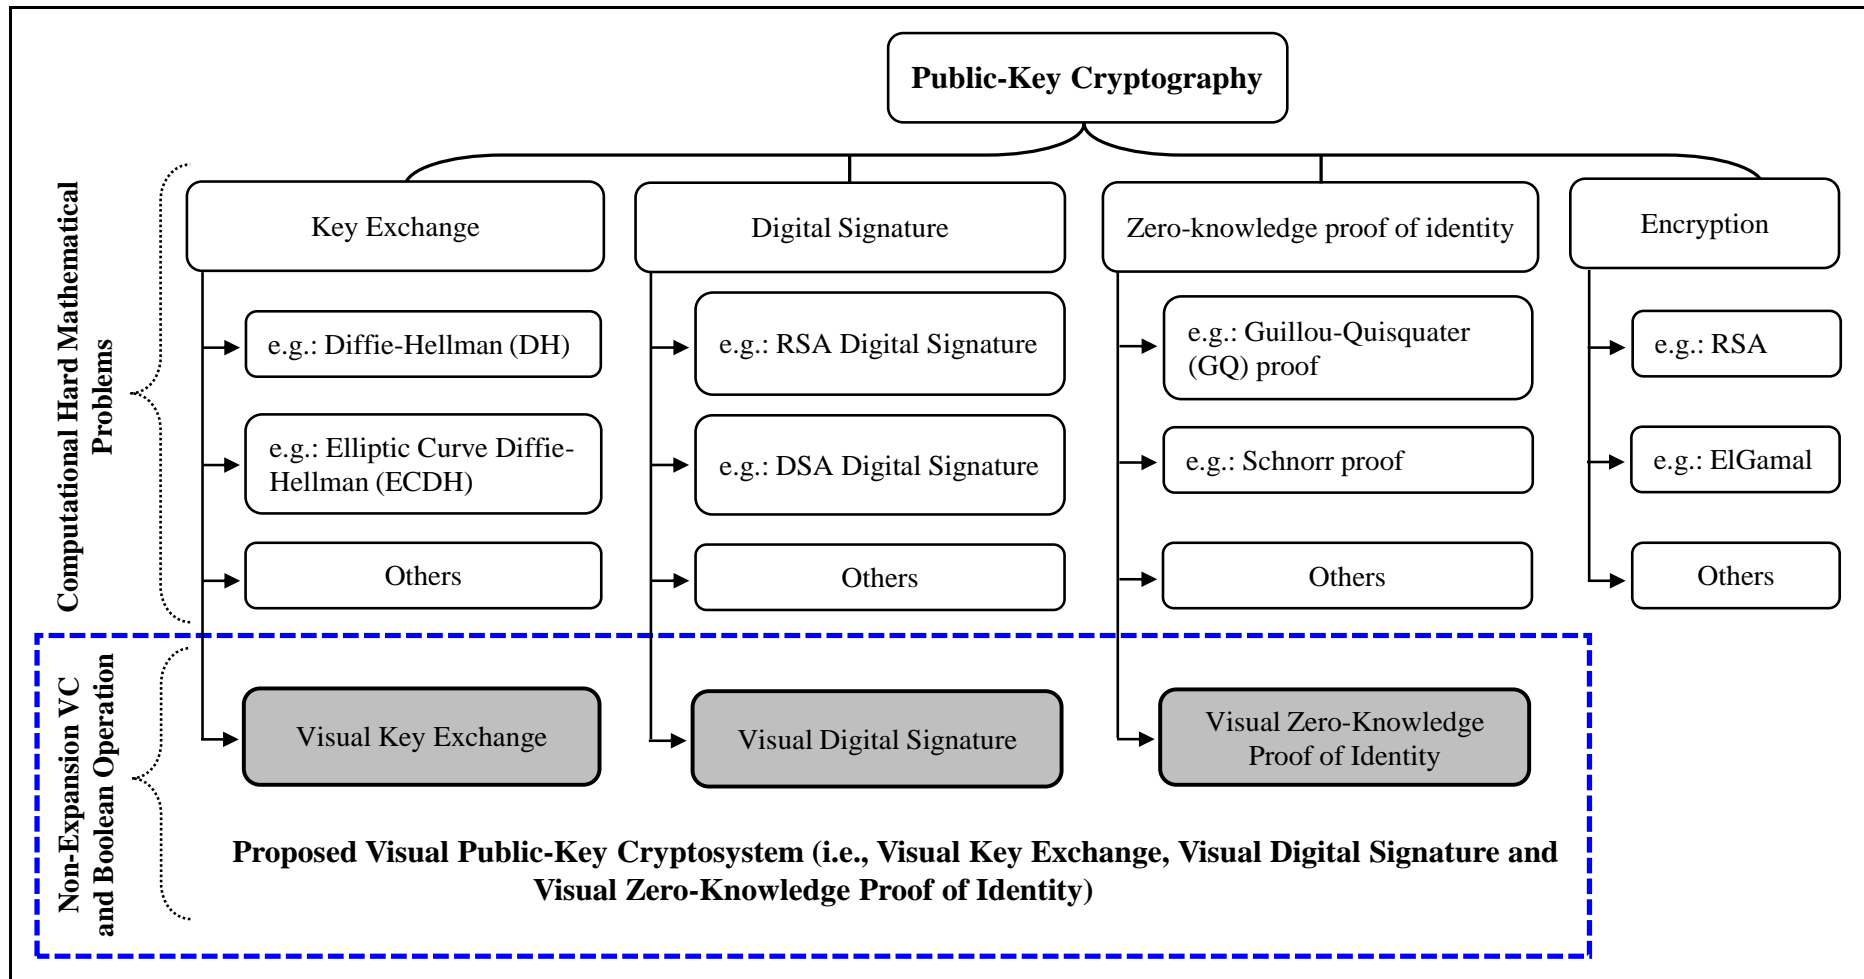 Public-Key Cryptography
Computational Hard Mathematical
Problems
Key Exchange
Digital Signature
Zero-knowledge proof of identity
Encryption
e.g.: Diffie-Hellman (DH)
e.g.: RSA Digital Signature
e.g.: Guillou-Quisquater
(GQ) proof
e.g.: RSA
e.g.: Elliptic Curve Diffie-
Hellman (ECDH)
e.g.: DSA Digital Signature
e.g.: Schnorr proof
e.g.: ElGamal
Others
Others
Others
Others
Non-Expansion VC
and Boolean Operation
Visual Key Exchange
Visual Digital Signature
Visual Zero-Knowledge
Proof of Identity
Proposed Visual Public-Key Cryptosystem (i.e., Visual Key Exchange, Visual Digital Signature and
Visual Zero-Knowledge Proof of Identity)